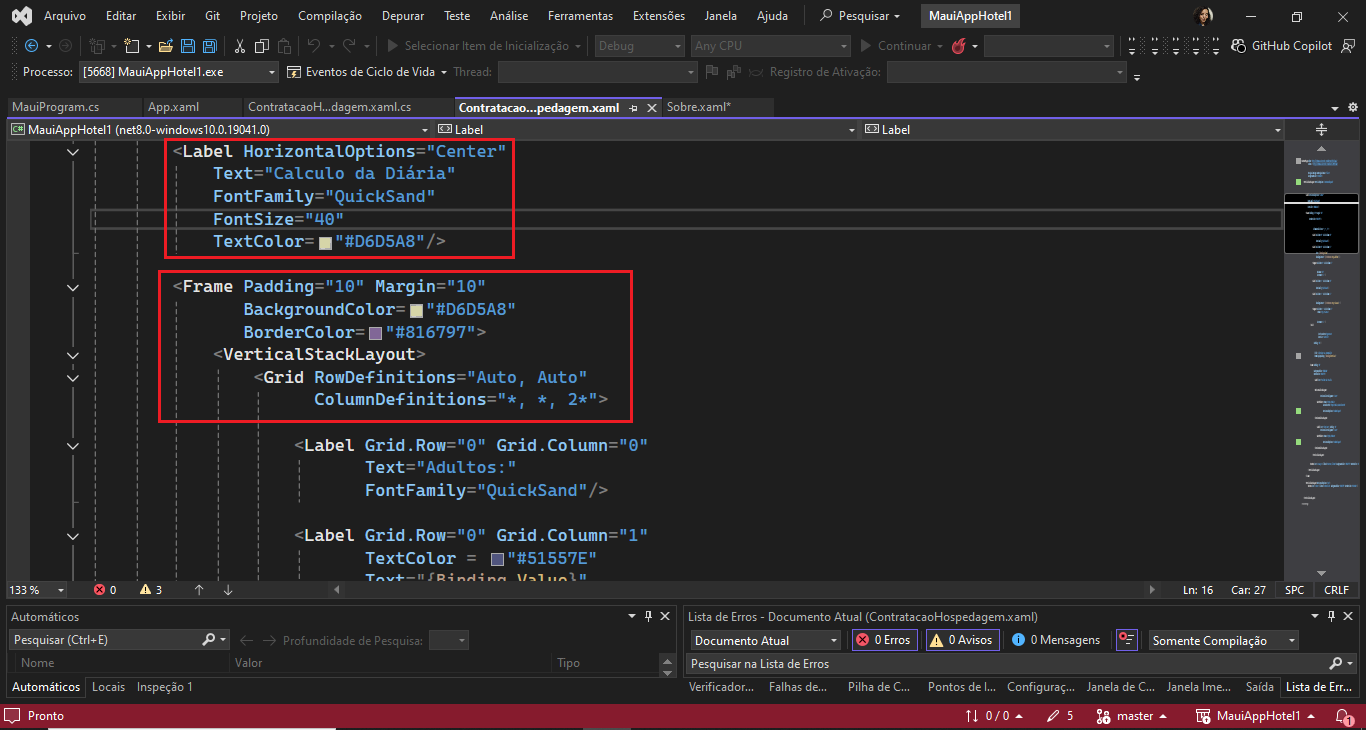 Arquivo Editar Exibir Git Projeto Compilação Depurar Teste Análise Ferramentas Extensões Janela Ajuda Pesquisar MauiAppHotel1
Selecionar Item de Inicialização Debug Any CPU Continuar GitHub Copilot
Processo: [5668] MauiAppHotel1.exe Eventos de Ciclo de Vida Thread: Registro de Ativação:
MauiProgram.cs App.xaml ContratacaoH...dagem.xaml.cs Contratacao...pedagem.xaml Sobre.xaml*
C# MauiAppHotel1 (net8.0-windows10.0.19041.0) Label Label
<Label HorizontalOptions="Center"
Text="Calculo da Diária"
FontFamily="QuickSand"
FontSize="40"
TextColor="#D6D5A8"/>
<Frame Padding="10" Margin="10"
BackgroundColor="#D6D5A8"
BorderColor="#816797">
<VerticalStackLayout>
<Grid RowDefinitions="Auto, Auto"
ColumnDefinitions="*, *, 2*">
<Label Grid.Row="0" Grid.Column="0"
Text="Adultos:"
FontFamily="QuickSand"/>
<Label Grid.Row="0" Grid.Column="1"
TextColor = "#51557E"
Text="{Binding Value}"
133 % 0 3 Ln: 16 Car: 27 SPC CRLF
Automáticos
Pesquisar (Ctrl+E) Profundidade de Pesquisa:
Nome Valor Tipo
Automáticos Locais Inspeção 1
Lista de Erros - Documento Atual (ContratacaoHospedagem.xaml)
Documento Atual 0 Erros 0 Avisos 0 Mensagens Somente Compilação
Pesquisar na Lista de Erros
Verificador... Falhas de... Pilha de C... Pontos de I... Configuraç... Janela de C... Janela Ime... Saída Lista de Err...
Pronto 0 / 0 5 master MauiAppHotel1 1